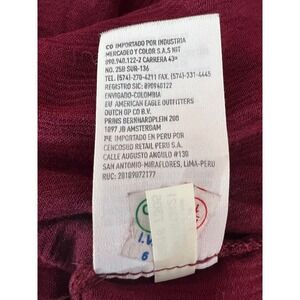 CO IMPORTADO POR INDUSTRIA
MERCADEO Y COLOR S.A.S NIT
890.940.122-2 CARRERA 43ª
NO. 25B SUR-136
TEL. (574)-270-4211 FAX. (574)-331-4445
REGISTRO SIC: 890940122
ENVIGADO-COLOMBIA
EU AMERICAN EAGLE OUTFITTERS
DUTCH OP CO B.V.
PRINS BERNHARDPLEIN 200
1097 JB AMSTERDAM
PE IMPORTADO EN PERU POR
CENCOSUD RETAIL PERU S.A.
CALLE AUGUSTO ANGULO #130
SAN ANTONIO-MIRAFLORES, LIMA-PERU
RUC: 20109072177